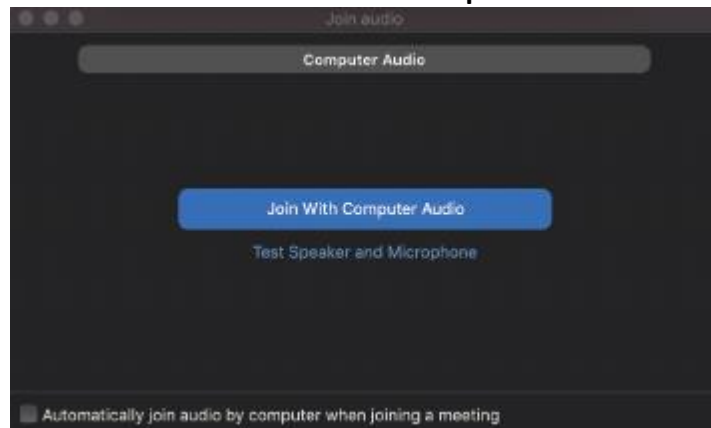 Join audio
Computer Audio
Join With Computer Audio
Test Speaker and Microphone
Automatically join audio by computer when joining a meeting